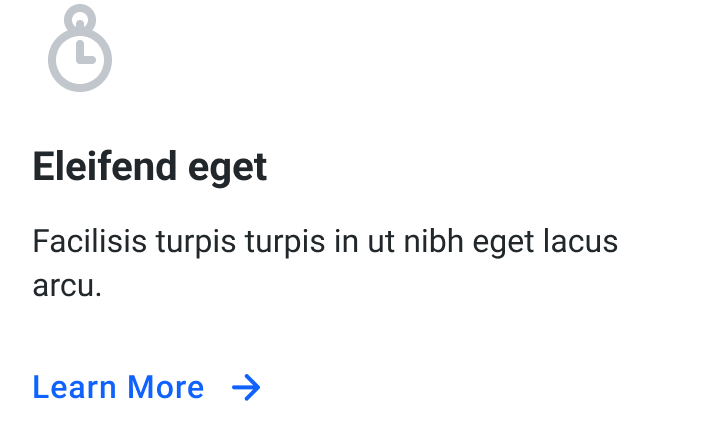 Eleifend eget
Facilisis turpis turpis in ut nibh eget lacus
arcu.
Learn More